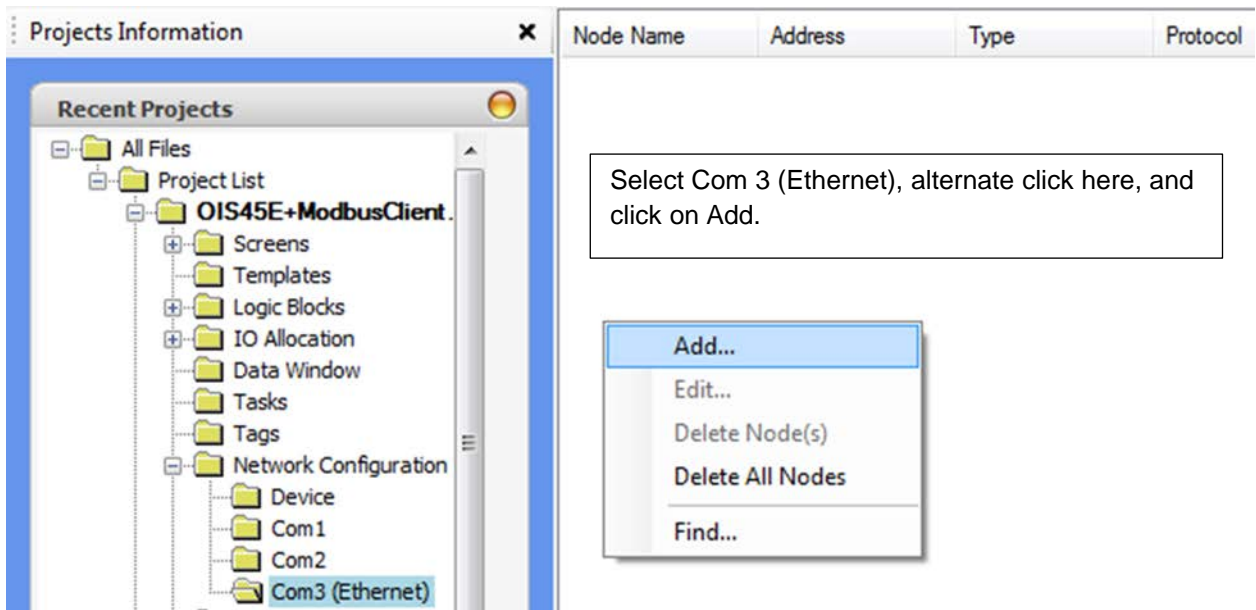 Projects Information
Recent Projects
All Files
Project List
OIS45E+ModbusClient.
Screens
Templates
Logic Blocks
IO Allocation
Data Window
Tasks
Tags
Network Configuration
Device
Com1
Com2
Com3 (Ethernet)
Node Name Address Type Protocol
Select Com 3 (Ethernet), alternate click here, and
click on Add.
Add...
Edit...
Delete Node(s)
Delete All Nodes
Find...